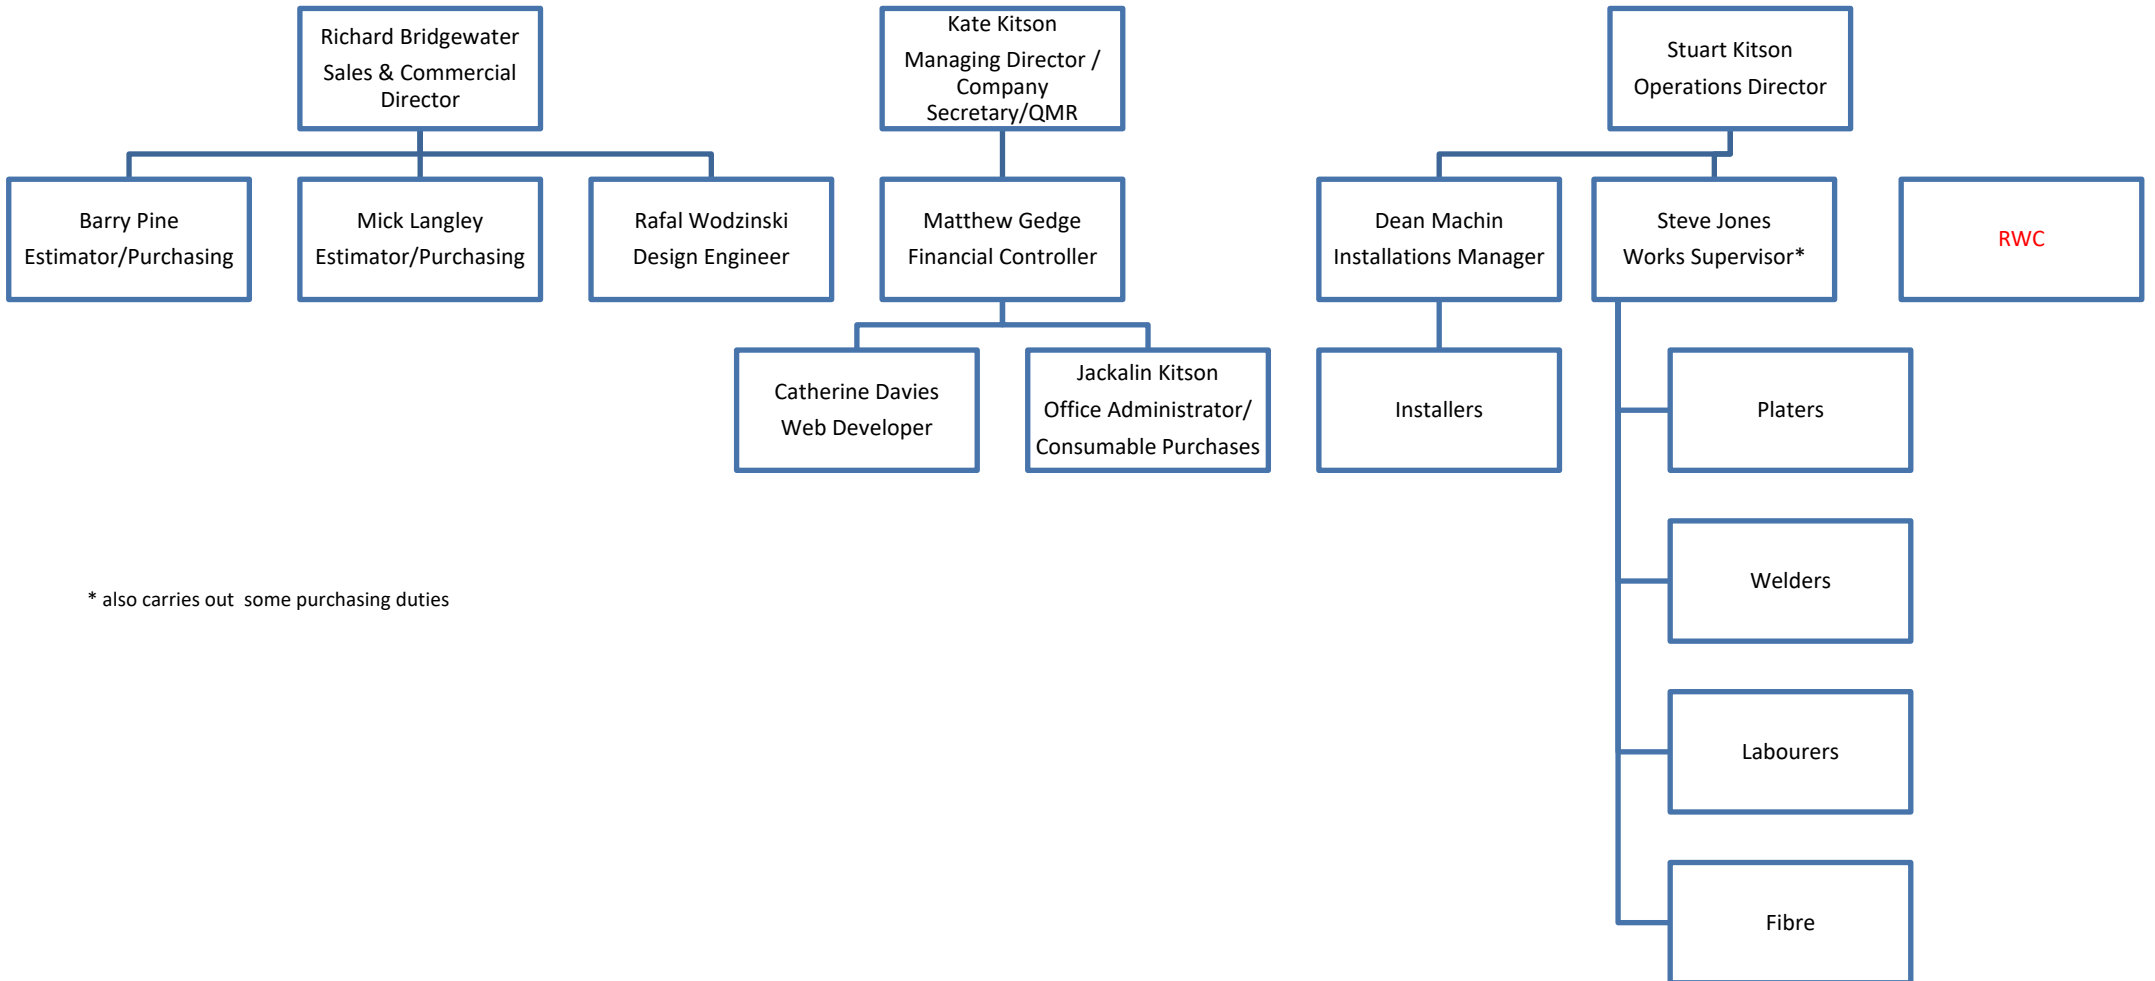 Richard Bridgewater
Sales & Commercial
Director
Kate Kitson
Managing Director /
Company
Secretary/QMR
Stuart Kitson
Operations Director
Barry Pine
Estimator/Purchasing
Mick Langley
Estimator/Purchasing
Rafal Wodzinski
Design Engineer
Matthew Gedge
Financial Controller
Dean Machin
Installations Manager
Steve Jones
Works Supervisor*
RWC
Catherine Davies
Web Developer
Jackalin Kitson
Office Administrator/
Consumable Purchases
Installers
Platers
Welders
* also carries out  some purchasing duties
Labourers
Fibre